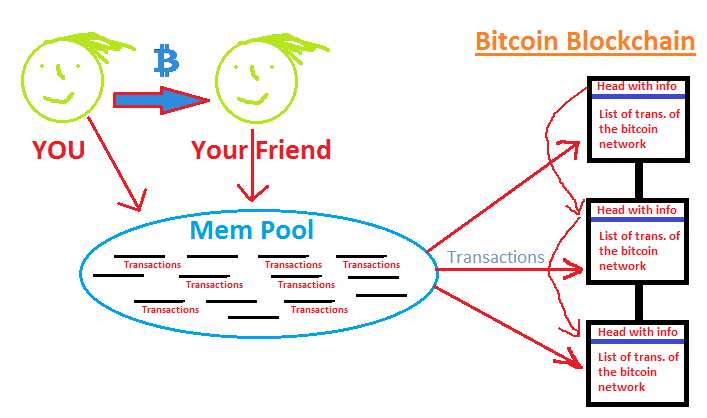 Bitcoin Blockchain
YOU
Your Friend
Mem Pool
Transactions
Transactions
Transactions
Transactions
Transactions
Transactions
Transactions
Transactions
Head with info
List of trans. of
the bitcoin
network
Head with info
List of trans. of
the bitcoin
network
Head with info
List of trans. of
the bitcoin
network